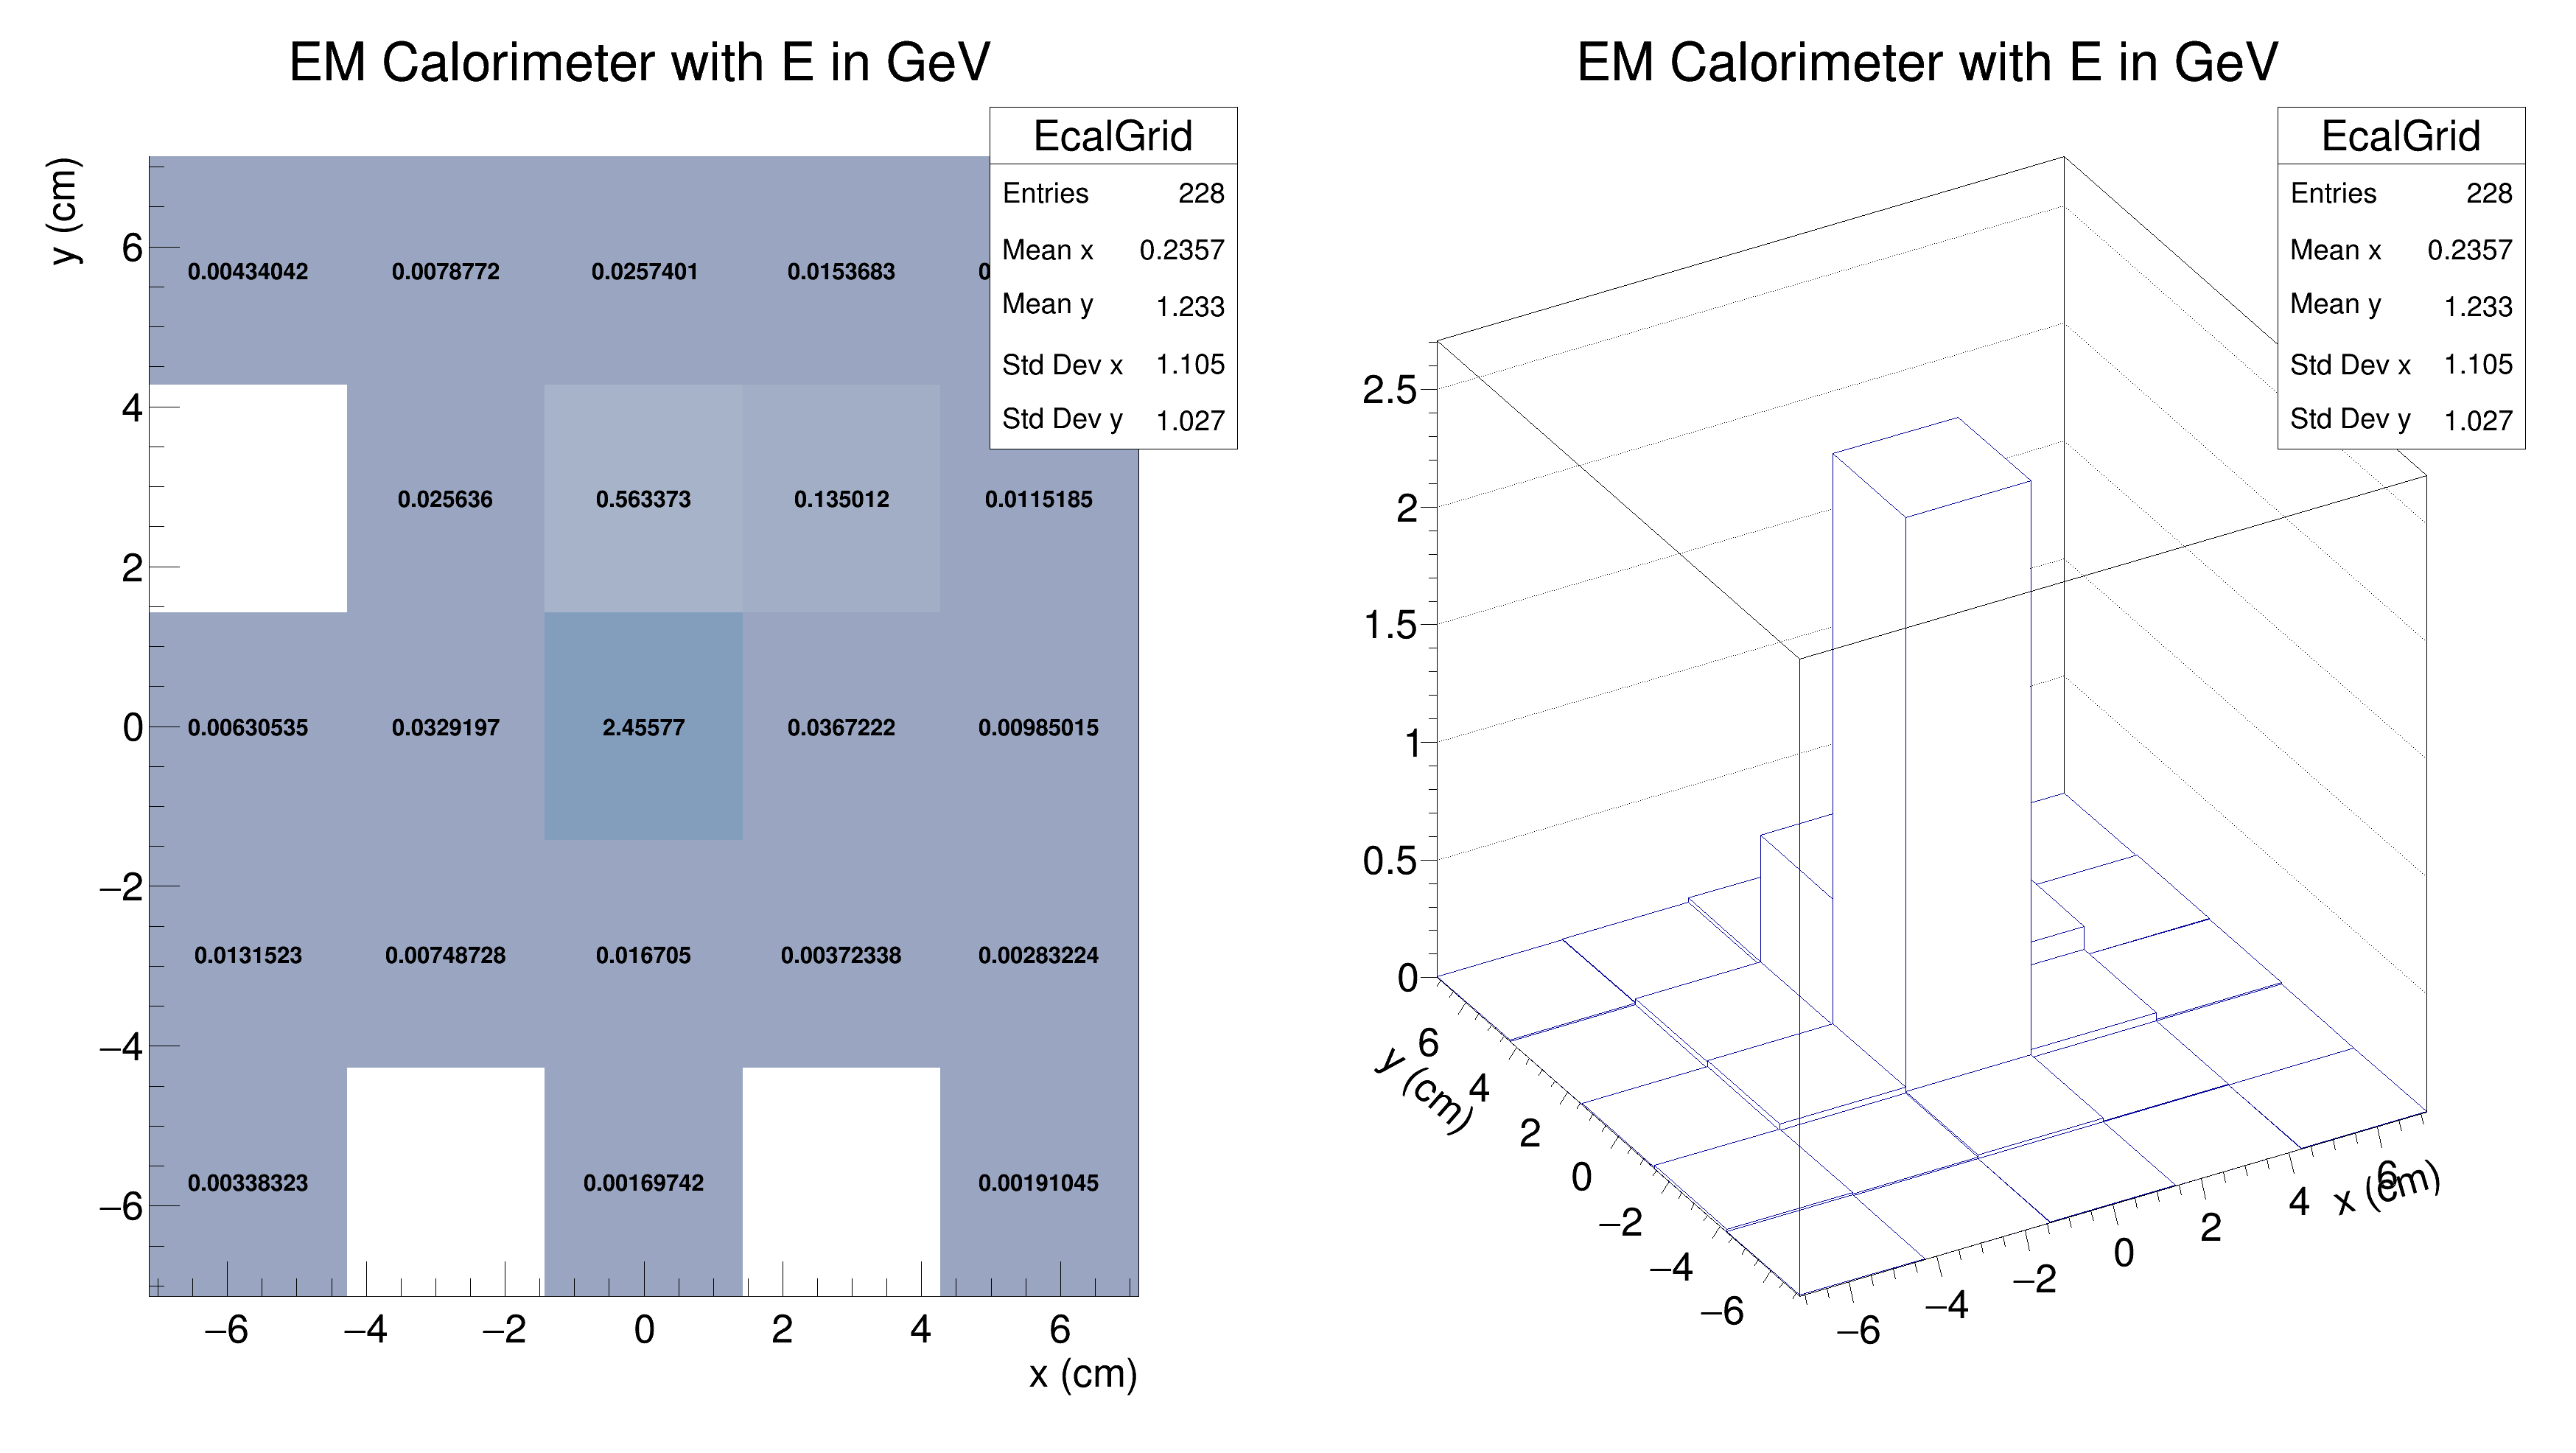 EM Calorimeter with E in GeV
EcalGrid
Entries 228
Mean x 0.2357
Mean y 1.233
Std Dev x 1.105
Std Dev y 1.027
y (cm)
6
4
2
0
−2
−4
−6
0.00434042 0.0078772 0.0257401 0.0153683
0.025636 0.563373 0.135012 0.0115185
0.00630535 0.0329197 2.45577 0.0367222 0.00985015
0.0131523 0.00748728 0.016705 0.00372338 0.00283224
0.00338323 0.00169742 0.00191045
−6 −4 −2 0 2 4 6
x (cm)
EM Calorimeter with E in GeV
EcalGrid
Entries 228
Mean x 0.2357
Mean y 1.233
Std Dev x 1.105
Std Dev y 1.027
2.5
2
1.5
1
0.5
0
6
4
2
0
−2
−4
−6
y (cm)
−6
−4
−2
0
2
4
6
x (cm)